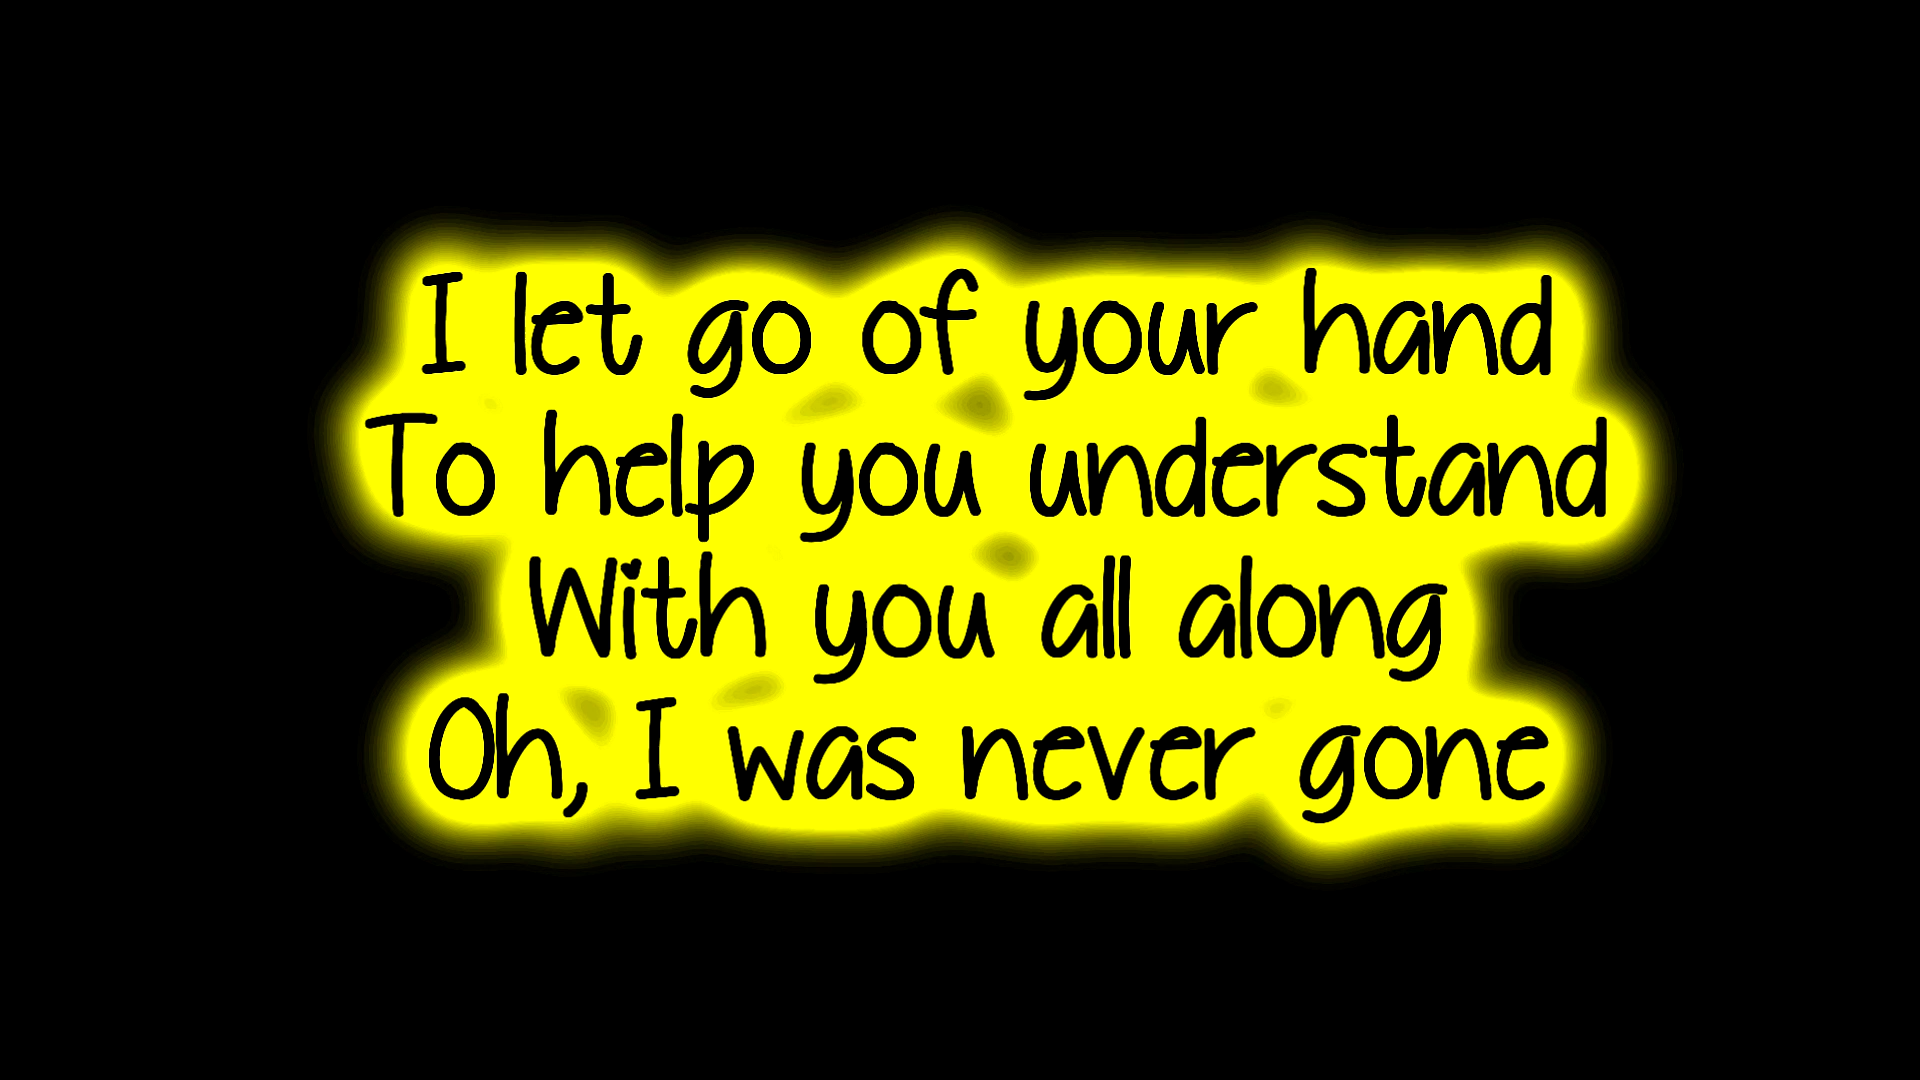 I let go of your hand
To help you understand
With you all along
Oh, I was never gone